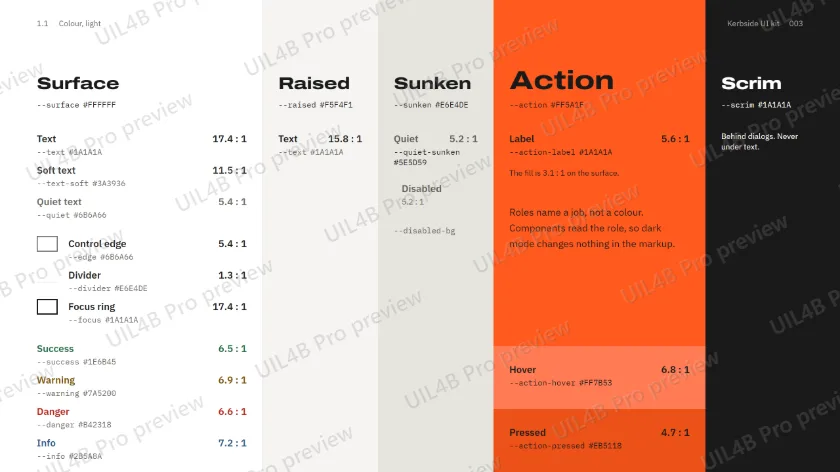 1.1 Colour, light
Kerbside UI kit 003
Surface
--surface #FFFFFF
Text 17.4 : 1
--text #1A1A1A
Soft text 11.5 : 1
--text-soft #3A3936
Quiet text 5.4 : 1
--quiet #6B6A66
Control edge 5.4 : 1
--edge #6B6A66
Divider 1.3 : 1
--divider #E6E4DE
Focus ring 17.4 : 1
--focus #1A1A1A
Success 6.5 : 1
--success #1E6B45
Warning 6.9 : 1
--warning #7A5200
Danger 6.6 : 1
--danger #B42318
Info 7.2 : 1
--info #2B5A8A
Raised
--raised #F5F4F1
Text 15.8 : 1
--text #1A1A1A
Sunken
--sunken #E6E4DE
Quiet 5.2 : 1
--quiet-sunken
#5E5D59
Disabled
5.2 : 1
--disabled-bg
Action
--action #FF5A1F
Label 5.6 : 1
--action-label #1A1A1A
The fill is 3.1 : 1 on the surface.
Roles name a job, not a colour.
Components read the role, so dark
mode changes nothing in the markup.
Hover 6.8 : 1
--action-hover #FF7B53
Pressed 4.7 : 1
--action-pressed #EB5118
Scrim
--scrim #1A1A1A
Behind dialogs. Never
under text.
UIL4B Pro preview